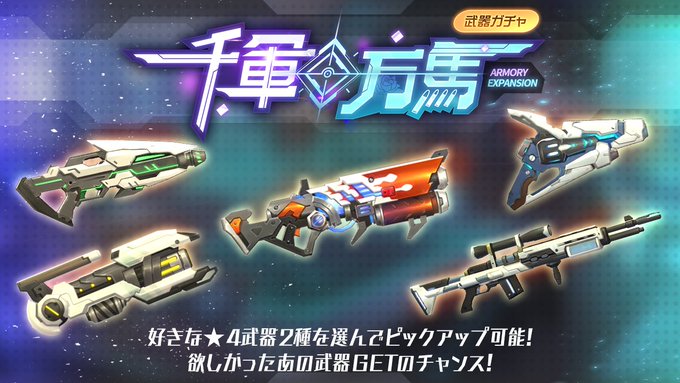 武器ガチャ
千軍万馬
ARMORY
EXPANSION
好きな★4武器2種を選んでピックアップ可能!
欲しかったあの武器GETのチャンス!